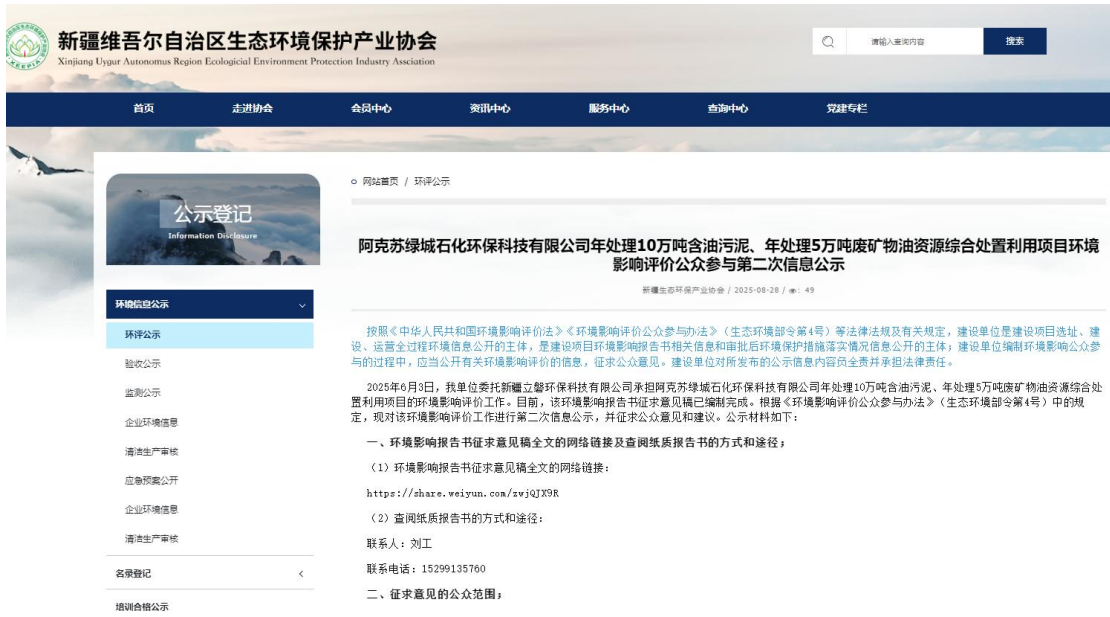 新疆维吾尔自治区生态环境保护产业协会
Xinjiang Uygur Autonomus Region Ecologicial Environment Protection Industry Assciation
请输入查询内容
搜索
首页
走进协会
会员中心
资讯中心
服务中心
查询中心
党建专栏
公示登记
Information Disclosure
环境信息公示
环评公示
验收公示
监测公示
企业环境信息
清洁生产审核
应急预案公开
企业环境信息
清洁生产审核
名录登记
培训合格公示
网站首页 / 环评公示
阿克苏绿城石化环保科技有限公司年处理10万吨含油污泥、年处理5万吨废矿物油资源综合处置利用项目环境
影响评价公众参与第二次信息公示
新疆生态环保产业协会 / 2025-08-28 / : 49
按照《中华人民共和国环境影响评价法》《环境影响评价公众参与办法》（生态环境部令第4号）等法律法规及有关规定，建设单位是建设项目选址、建
设、运营全过程环境信息公开的主体，是建设项目环境影响报告书相关信息和审批后环境保护措施落实情况信息公开的主体；建设单位编制环境影响公众参
与的过程中，应当公开有关环境影响评价的信息，征求公众意见。建设单位对所发布的公示信息内容员全责并承担法律责任。
2025年6月3日，我单位委托新疆立磐环保科技有限公司承担阿克苏绿城石化环保科技有限公司年处理10万吨含油污泥、年处理5万吨废矿物油资源综合处
置利用项目的环境影响评价工作。目前，该环境影响报告书征求意见稿已编制完成。根据《环境影响评价公众参与办法》（生态环境部令第4号）中的规
定，现对该环境影响评价工作进行第二次信息公示，并征求公众意见和建议。公示材料如下：
一、环境影响报告书征求意见稿全文的网络链接及查阅纸质报告书的方式和途径；
（1）环境影响报告书征求意见稿全文的网络链接：
https://share.weiyun.com/zwjQJX9R
（2）查阅纸质报告书的方式和途径：
联系人：刘工
联系电话：15299135760
二、征求意见的公众范围；